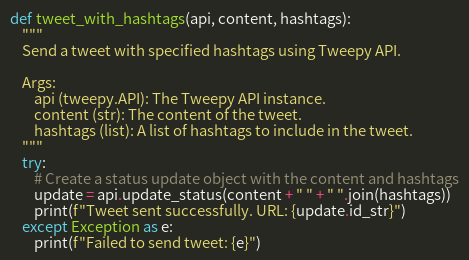 def tweet_with_hashtags(api, content, hashtags):
    """
    Send a tweet with specified hashtags using Tweepy API.

    Args:
        api (tweepy.API): The Tweepy API instance.
        content (str): The content of the tweet.
        hashtags (list): A list of hashtags to include in the tweet.
    """
    try:
        # Create a status update object with the content and hashtags
        update = api.update_status(content + " " + " ".join(hashtags))
        print(f"Tweet sent successfully. URL: {update.id_str}")
    except Exception as e:
        print(f"Failed to send tweet: {e}")